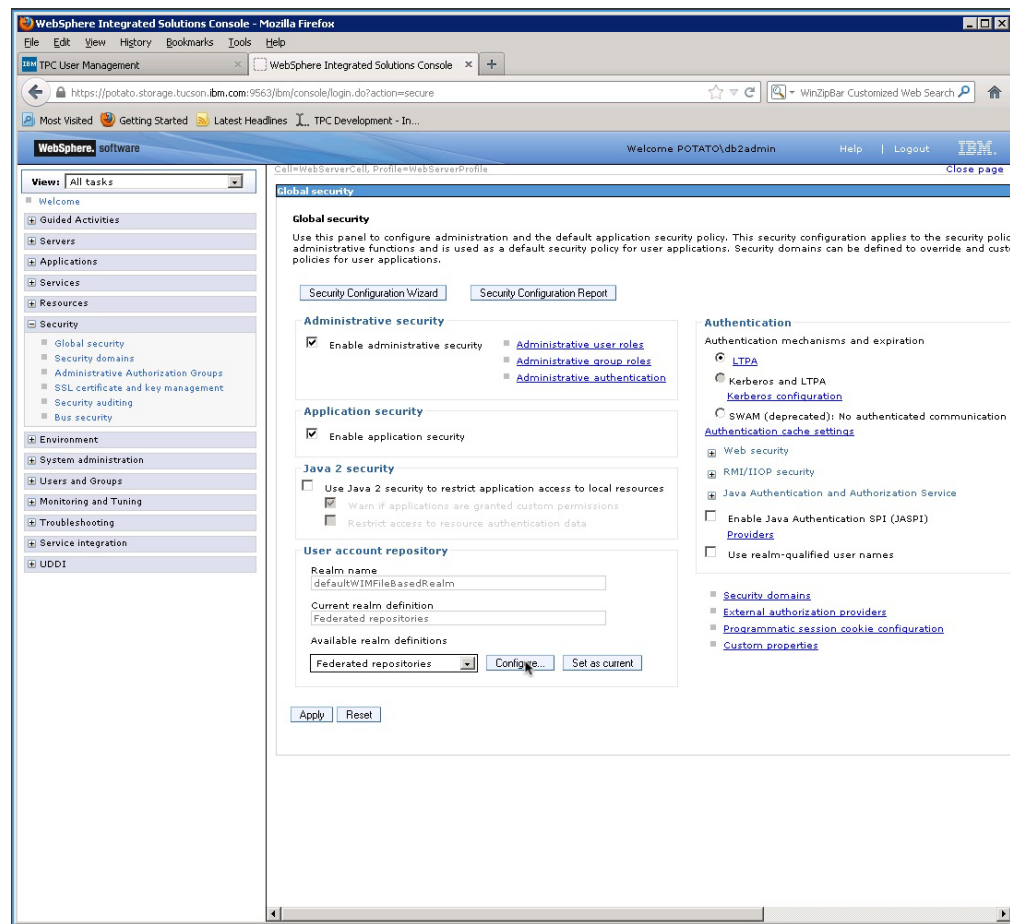 WebSphere Integrated Solutions Console - Mozilla Firefox
File Edit View History Bookmarks Tools Help
IBM TPC User Management × WebSphere Integrated Solutions Console × +
https://potato.storage.tucson.ibm.com:9563/ibm/console/login.do?action=secure
WinZipBar Customized Web Search
Most Visited Getting Started Latest Headlines TPC Development - In...
WebSphere. software Welcome POTATO\db2admin Help | Logout IBM.
Cell=WebServerCell, Profile=WebServerProfile Close page
View: All tasks
Welcome
Guided Activities
Servers
Applications
Services
Resources
Security
Global security
Security domains
Administrative Authorization Groups
SSL certificate and key management
Security auditing
Bus security
Environment
System administration
Users and Groups
Monitoring and Tuning
Troubleshooting
Service integration
UDDI
Global security
Global security
Use this panel to configure administration and the default application security policy. This security configuration applies to the security polic
administrative functions and is used as a default security policy for user applications. Security domains can be defined to override and cust
policies for user applications.
Security Configuration Wizard Security Configuration Report
Administrative security
Enable administrative security
Administrative user roles
Administrative group roles
Administrative authentication
Application security
Enable application security
Java 2 security
Use Java 2 security to restrict application access to local resources
Warn if applications are granted custom permissions
Restrict access to resource authentication data
User account repository
Realm name
defaultWIMFileBasedRealm
Current realm definition
Federated repositories
Available realm definitions
Federated repositories Configure... Set as current
Apply Reset
Authentication
Authentication mechanisms and expiration
LTPA
Kerberos and LTPA
Kerberos configuration
SWAM (deprecated): No authenticated communication
Authentication cache settings
Web security
RMI/IIOP security
Java Authentication and Authorization Service
Enable Java Authentication SPI (JASPI)
Providers
Use realm-qualified user names
Security domains
External authorization providers
Programmatic session cookie configuration
Custom properties